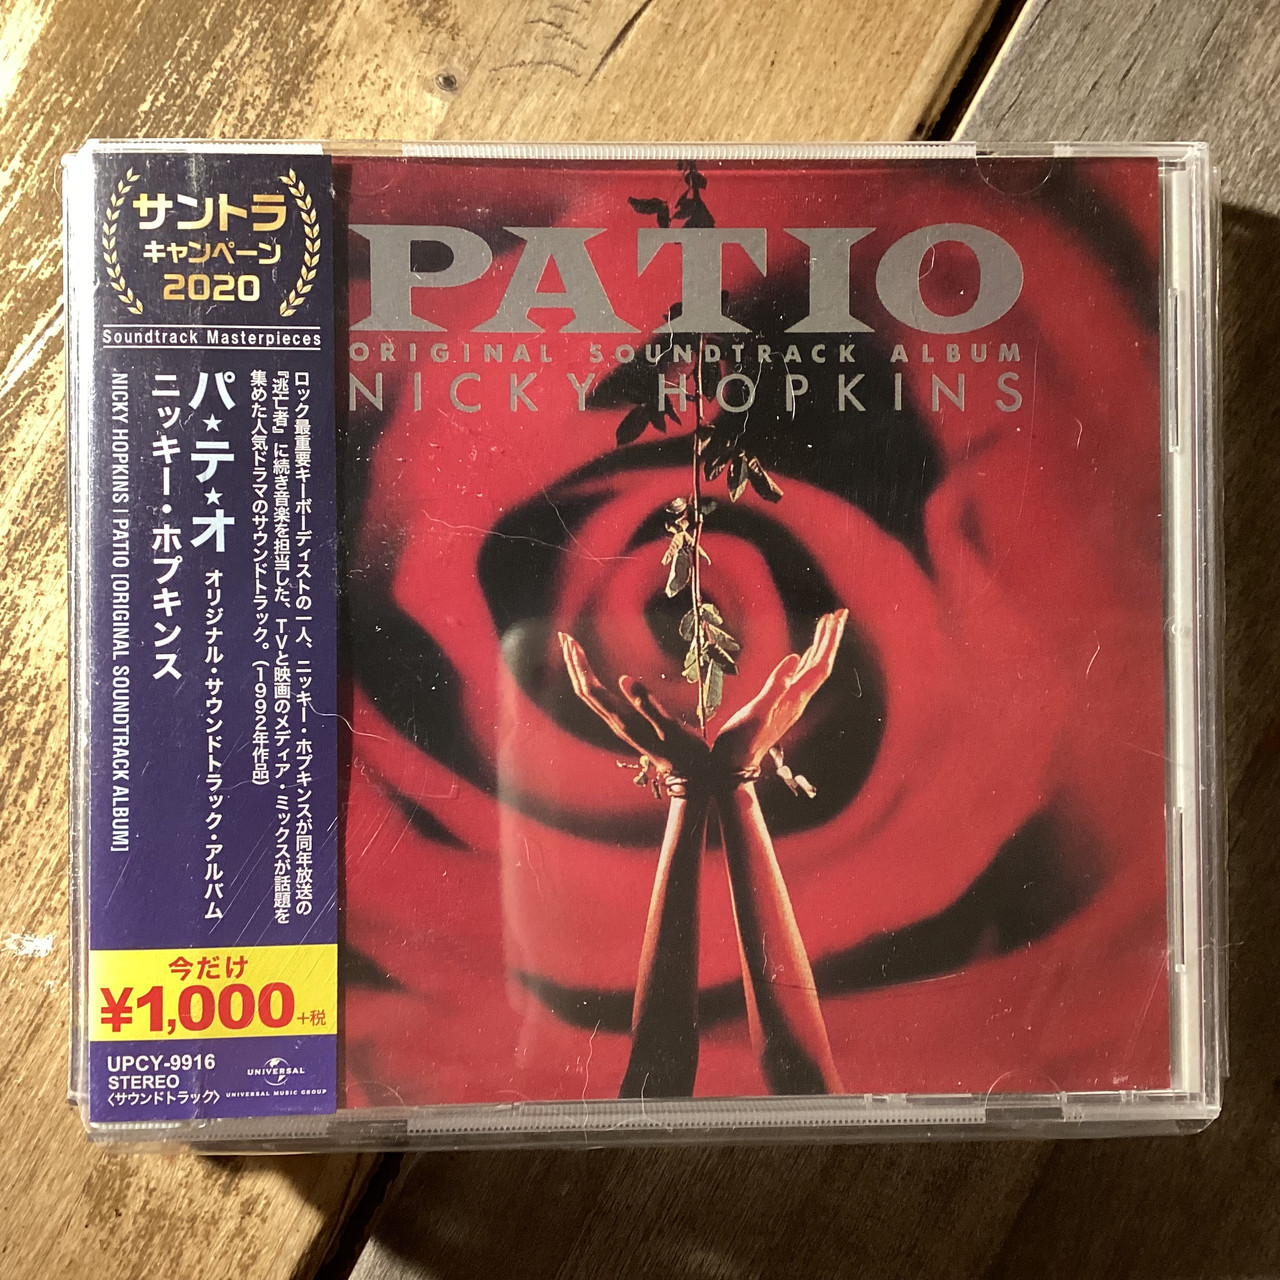 サントラ
キャンペーン
2020
Soundtrack Masterpieces
ロック最重要キーボーディストの一人、ニッキー・ホプキンスが同年放送の
『逃亡者』に続き音楽を担当した、TVと映画のメディア・ミックスが話題を
集めた人気ドラマのサウンドトラック。(1992年作品)
パ★テ★オ オリジナル・サウンドトラック・アルバム
ニッキー・ホプキンス
NICKY HOPKINS | PATIO [ORIGINAL SOUNDTRACK ALBUM]
今だけ
¥1,000+税
UPCY-9916
STEREO
〈サウンドトラック〉
UNIVERSAL
UNIVERSAL MUSIC GROUP
PATIO
ORIGINAL SOUNDTRACK ALBUM
NICKY HOPKINS